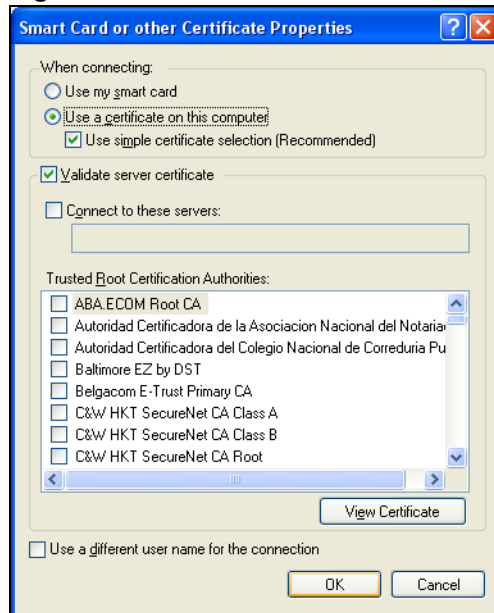 Smart Card or other Certificate Properties
When connecting:
Use my smart card
Use a certificate on this computer
Use simple certificate selection (Recommended)
Validate server certificate
Connect to these servers:
Trusted Root Certification Authorities:
ABA.ECOM Root CA
Autoridad Certificadora de la Asociacion Nacional del Notaria
Autoridad Certificadora del Colegio Nacional de Correduria Pu
Baltimore EZ by DST
Belgacom E-Trust Primary CA
C&W HKT SecureNet CA Class A
C&W HKT SecureNet CA Class B
C&W HKT SecureNet CA Root
View Certificate
Use a different user name for the connection
OK Cancel